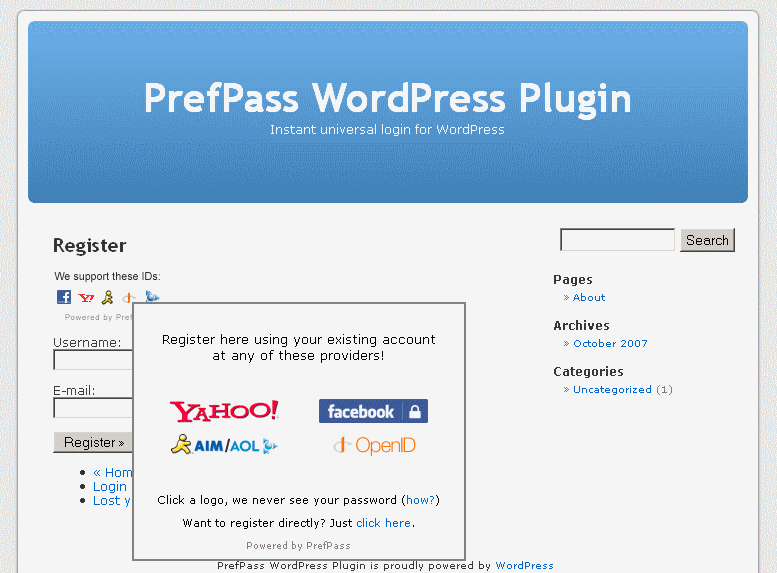 PrefPass WordPress Plugin
Instant universal login for WordPress
Register
We support these IDs:
Powered by Pref
Username:
E-mail:
Register »
« Hom
Login
Lost y
Register here using your existing account
at any of these providers!
YAHOO!
facebook
AIM/AOL
OpenID
Click a logo, we never see your password (how?)
Want to register directly? Just click here.
Powered by PrefPass
Search
Pages
» About
Archives
» October 2007
Categories
» Uncategorized (1)
PrefPass WordPress Plugin is proudly powered by WordPress